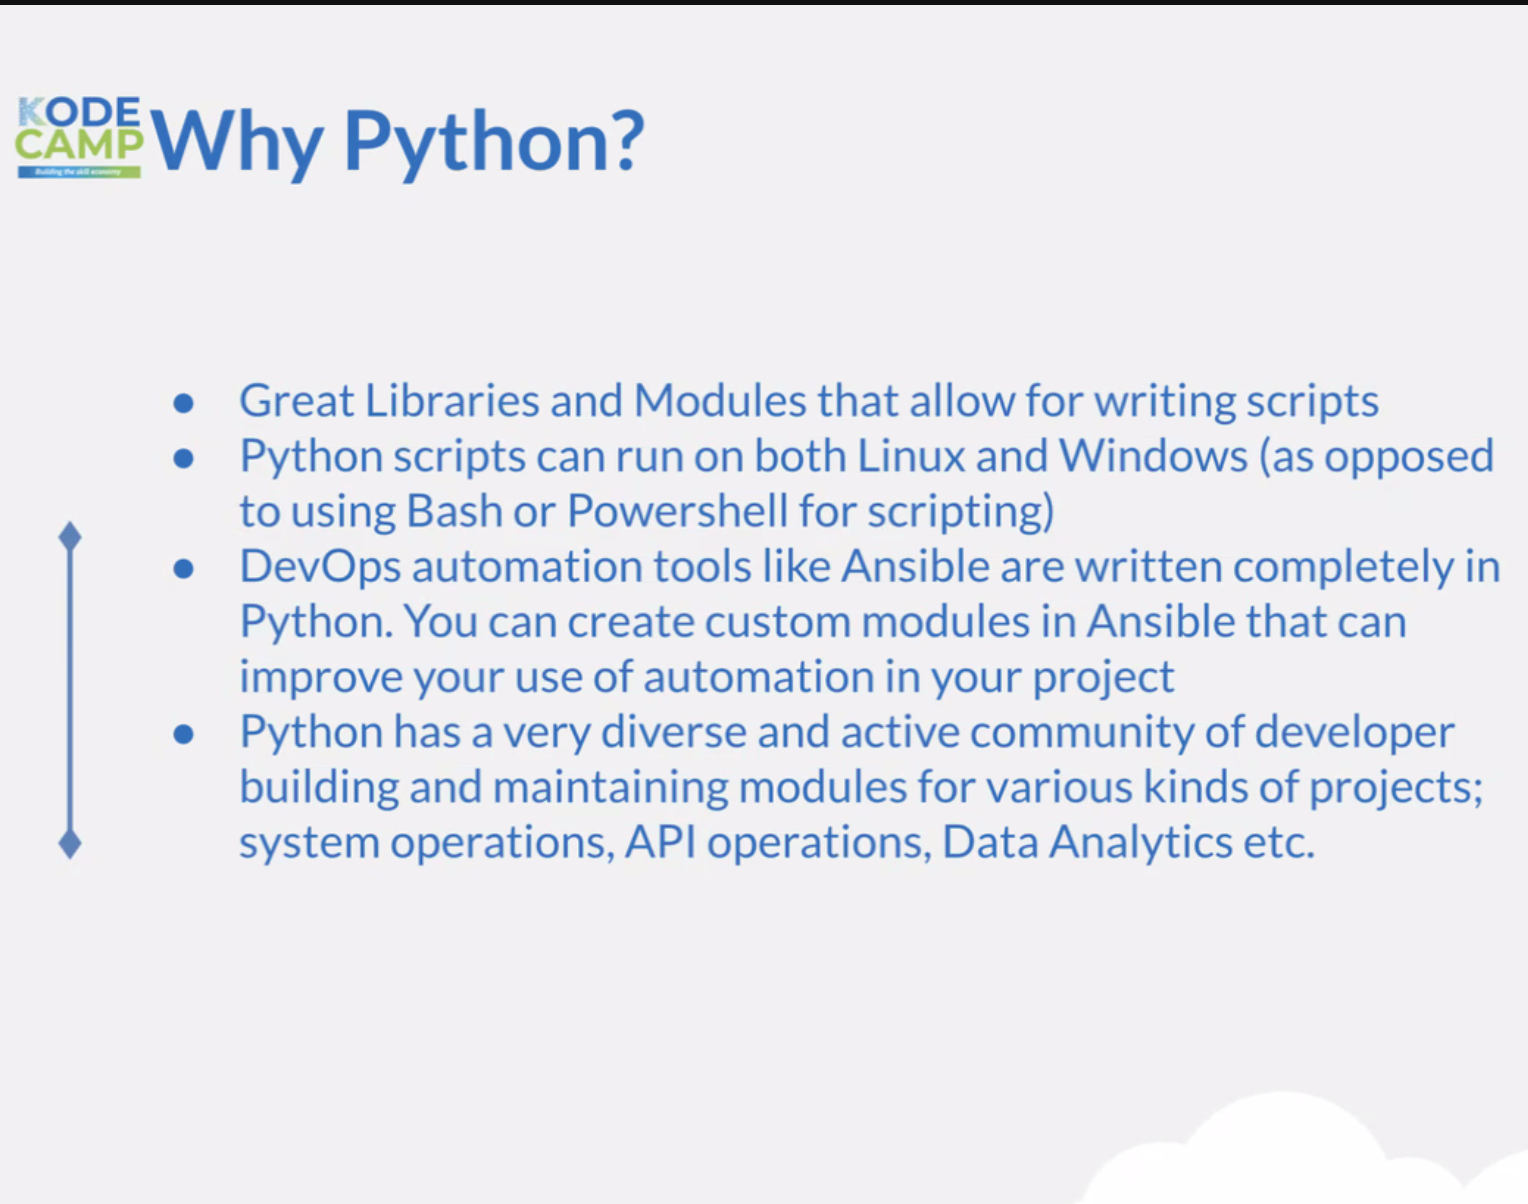 KODE
CAMP
Building the skill economy
Why Python?
● Great Libraries and Modules that allow for writing scripts
● Python scripts can run on both Linux and Windows (as opposed
to using Bash or Powershell for scripting)
● DevOps automation tools like Ansible are written completely in
Python. You can create custom modules in Ansible that can
improve your use of automation in your project
● Python has a very diverse and active community of developer
building and maintaining modules for various kinds of projects;
system operations, API operations, Data Analytics etc.